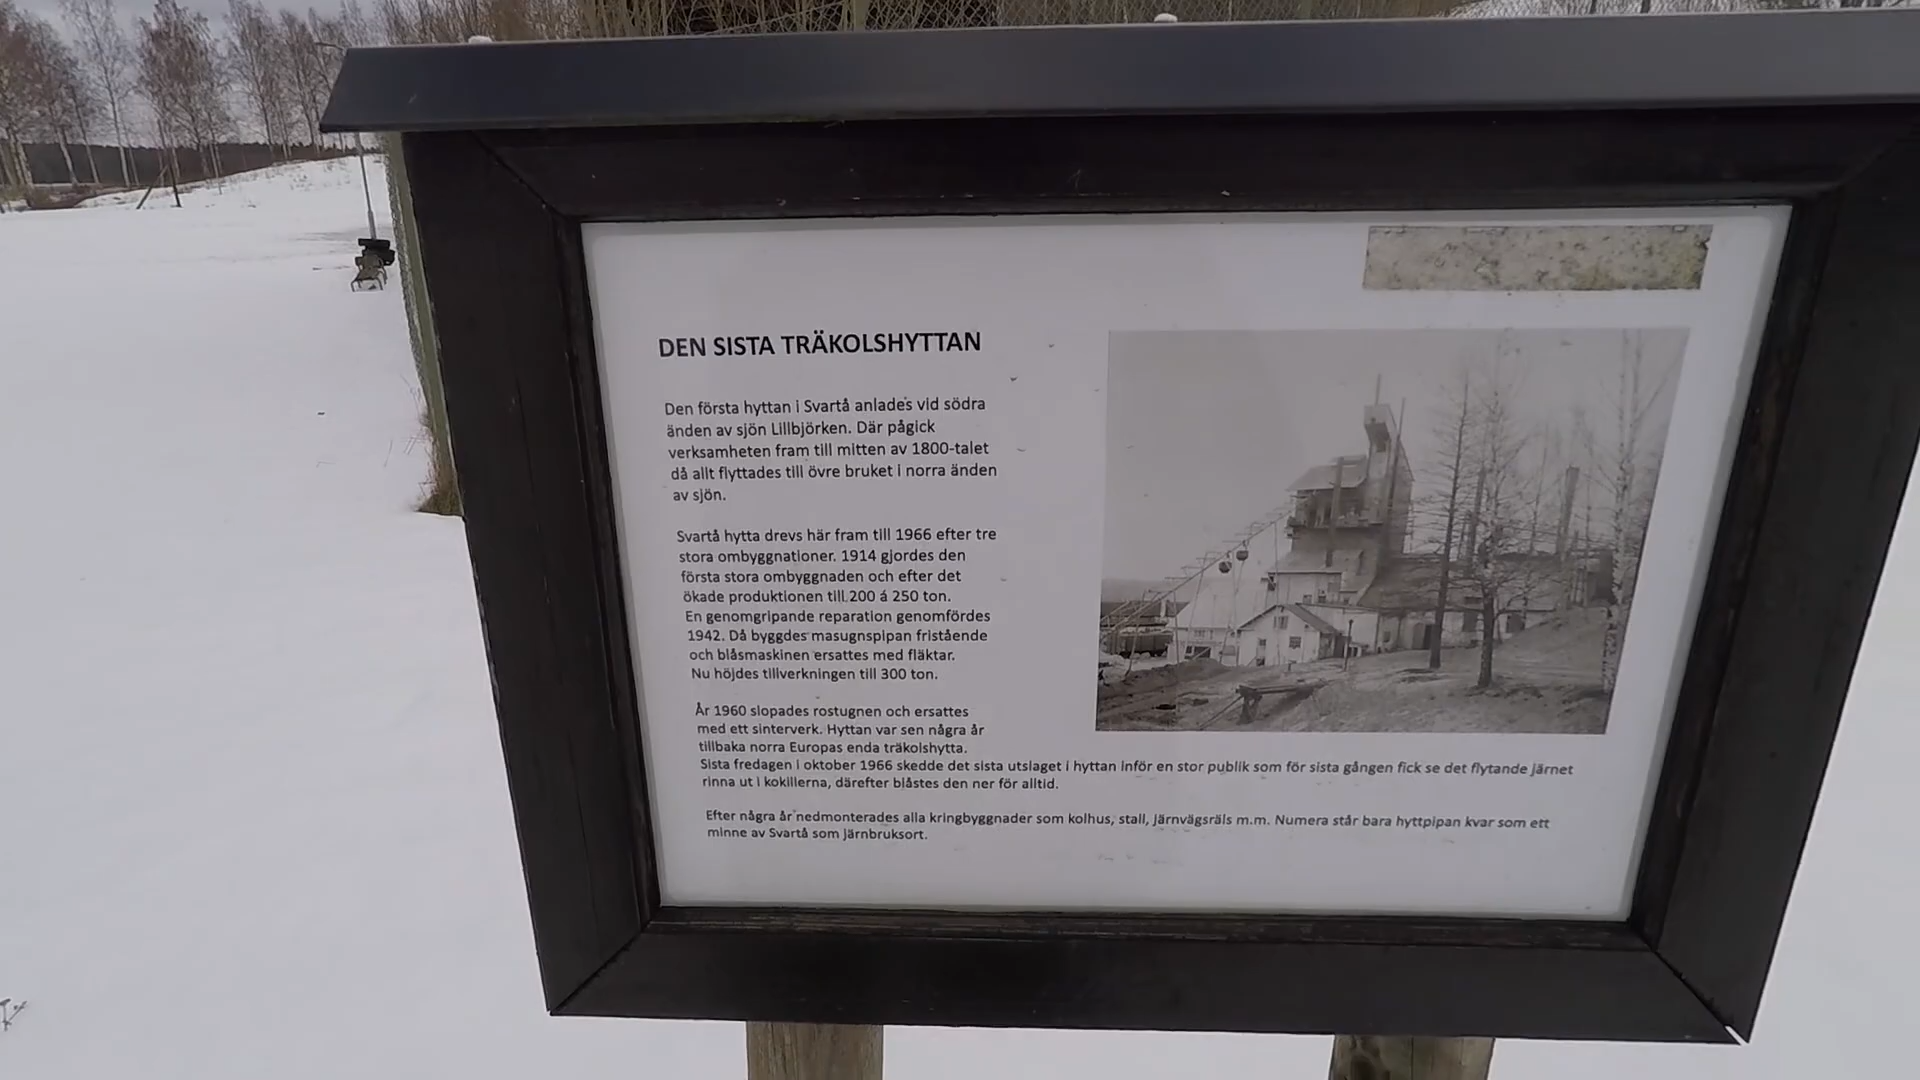 DEN SISTA TRÄKOLSHYTTAN
Den första hyttan i Svartå anlades vid södra
änden av sjön Lillbjörken. Där pågick
verksamheten fram till mitten av 1800-talet
då allt flyttades till övre bruket i norra änden
av sjön.
Svartå hytta drevs här fram till 1966 efter tre
stora ombyggnationer. 1914 gjordes den
första stora ombyggnaden och efter det
ökade produktionen till 200 á 250 ton.
En genomgripande reparation genomfördes
1942. Då byggdes masugnspipan fristående
och blåsmaskinen ersattes med fläktar.
Nu höjdes tillverkningen till 300 ton.
År 1960 slopades rostugnen och ersattes
med ett sinterverk. Hyttan var sen några år
tillbaka norra Europas enda träkolshytta.
Sista fredagen i oktober 1966 skedde det sista utslaget i hyttan inför en stor publik som för sista gången fick se det flytande järnet
rinna ut i kokillerna, därefter blåstes den ner för alltid.
Efter några år nedmonterades alla kringbyggnader som kolhus, stall, järnvägsräls m.m. Numera står bara hyttpipan kvar som ett
minne av Svartå som järnbruksort.